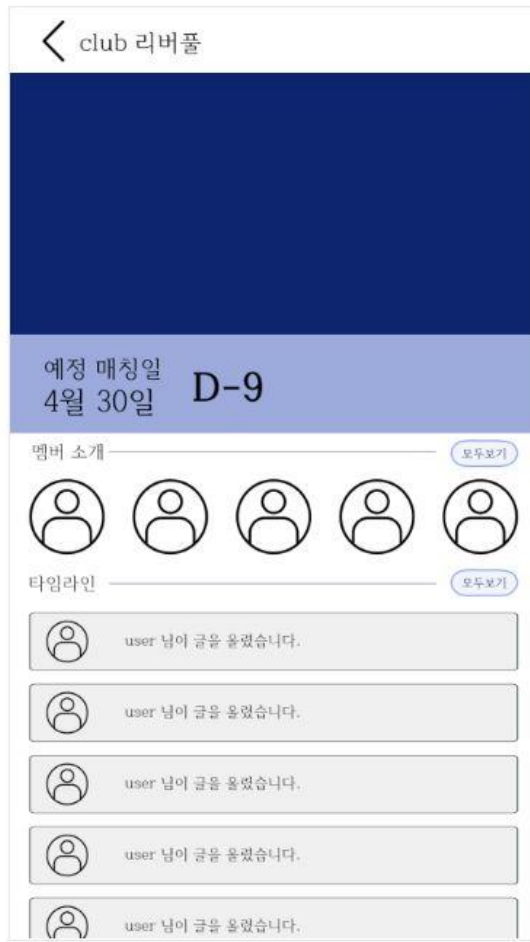 club 리버풀
예정 매칭일
4월 30일
D-9
멤버 소개
모두보기
타임라인
모두보기
user 님이 글을 올렸습니다.
user 님이 글을 올렸습니다.
user 님이 글을 올렸습니다.
user 님이 글을 올렸습니다.
user 님이 글을 올렸습니다.